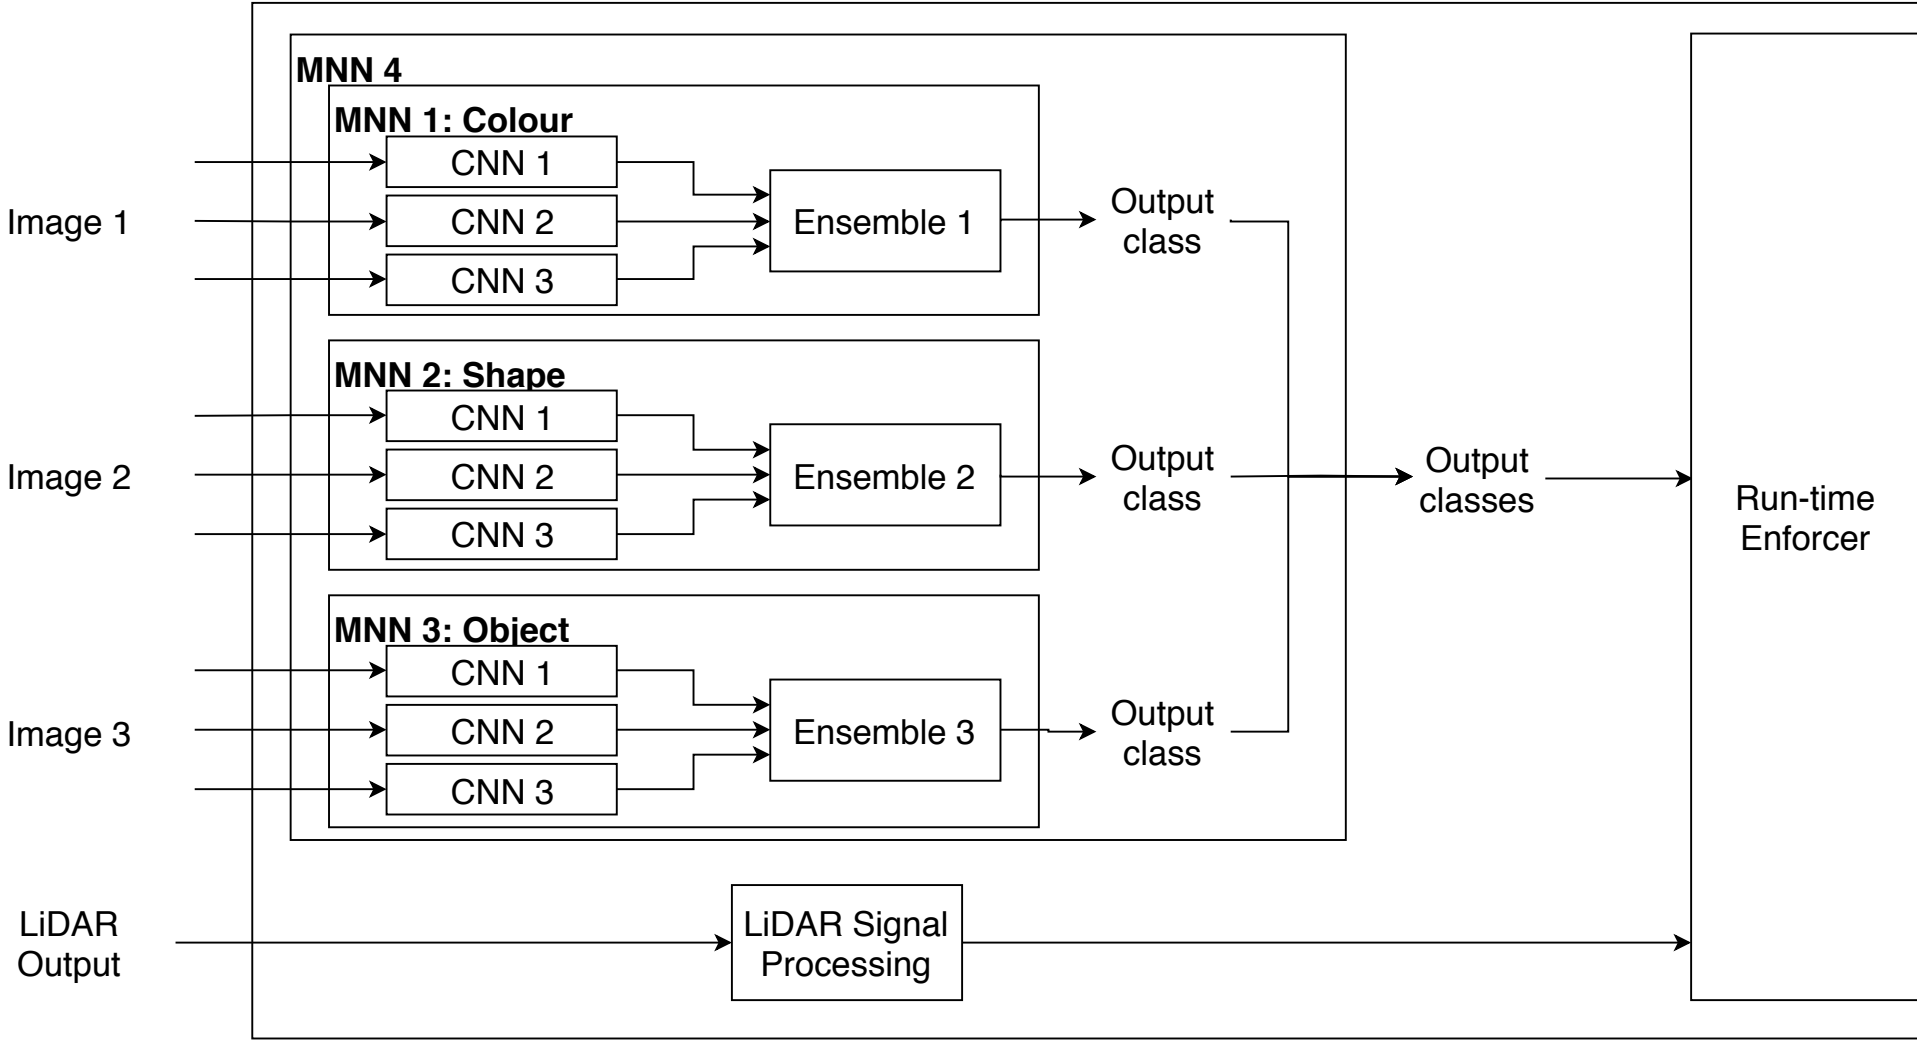 MNN 4
MNN 1: Colour
CNN 1
Image 1
CNN 2
CNN 3
Ensemble 1
Output
class
MNN 2: Shape
CNN 1
Image 2
CNN 2
CNN 3
Ensemble 2
Output
class
Output
classes
Run-time
Enforcer
MNN 3: Object
CNN 1
Image 3
CNN 2
CNN 3
Ensemble 3
Output
class
LiDAR
Output
LiDAR Signal
Processing